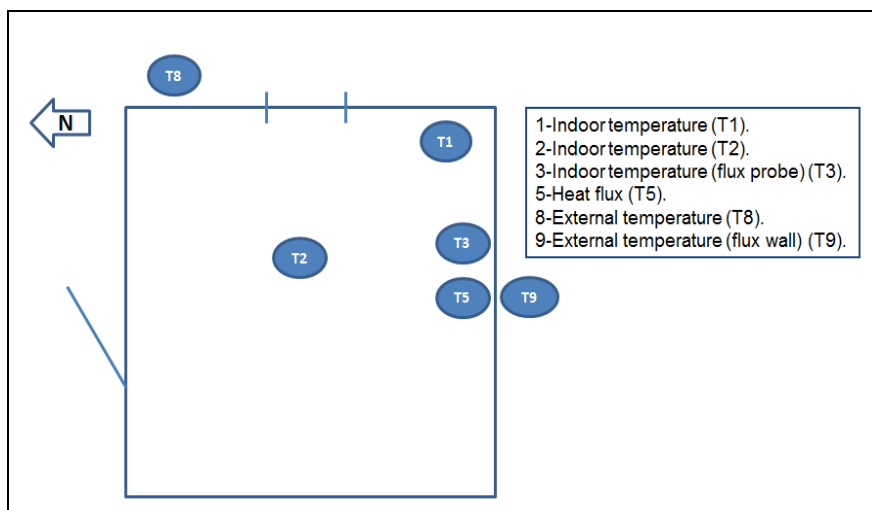 T8
N
T1
1-Indoor temperature (T1).
2-Indoor temperature (T2).
3-Indoor temperature (flux probe) (T3).
5-Heat flux (T5).
8-External temperature (T8).
9-External temperature (flux wall) (T9).
T3
T2
T5
T9